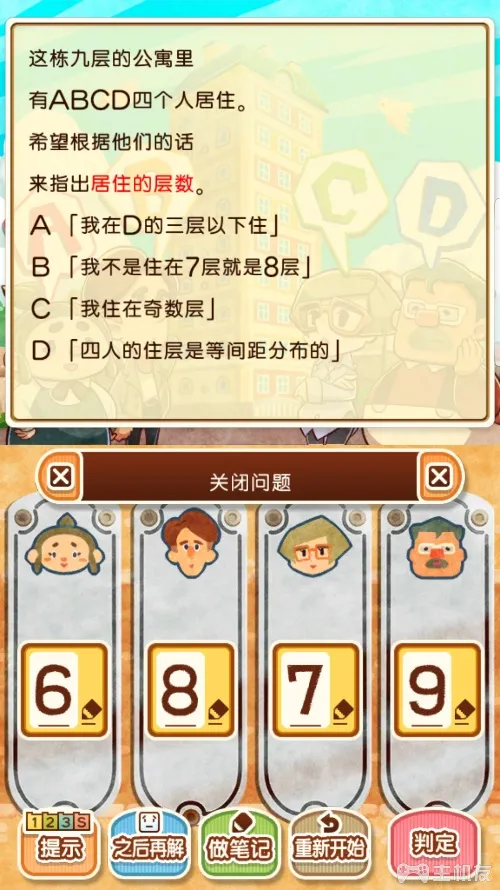 这栋九层的公寓里
有ABCD四个人居住。
希望根据他们的话
来指出居住的层数。
A「我在D的三层以下住」
B「我不是住在7层就是8层」
C「我住在奇数层」
D「四人的住层是等间距分布的」
关闭问题
6 8 7 9
123S
提示 之后再解 做笔记 重新开始 判定
手机友